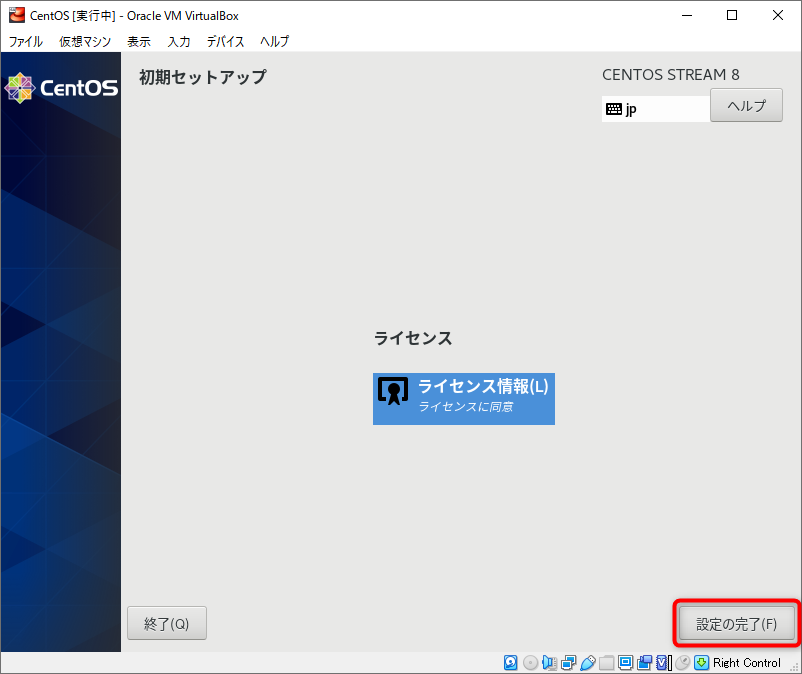 CentOS [実行中] - Oracle VM VirtualBox
ファイル 仮想マシン 表示 入力 デバイス ヘルプ
CentOS
初期セットアップ
CENTOS STREAM 8
jp
ヘルプ
ライセンス
ライセンス情報(L)
ライセンスに同意
終了(Q)
設定の完了(F)
Right Control